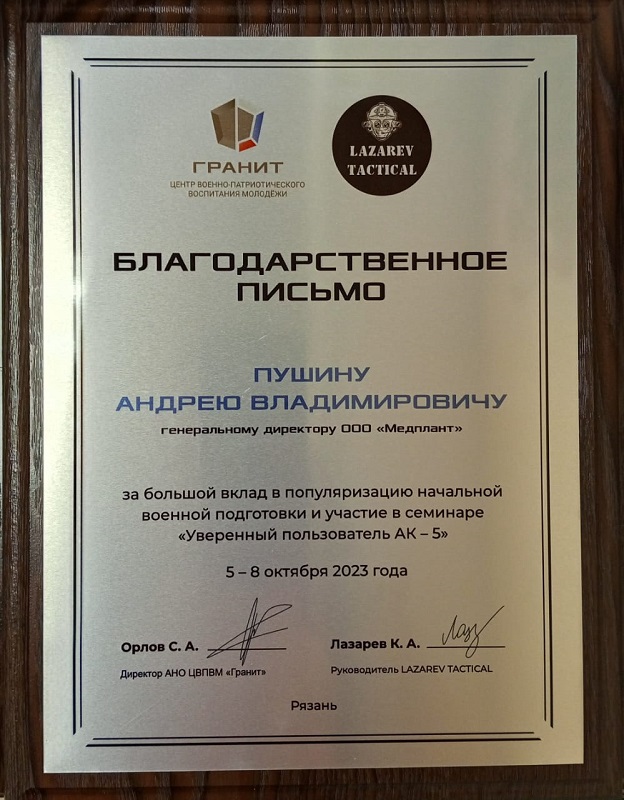 ГРАНИТ
ЦЕНТР ВОЕННО-ПАТРИОТИЧЕСКОГО
ВОСПИТАНИЯ МОЛОДЁЖИ
LAZAREV
TACTICAL
БЛАГОДАРСТВЕННОЕ
ПИСЬМО
ПУШИНУ
АНДРЕЮ ВЛАДИМИРОВИЧУ
генеральному директору ООО «Медплант»
за большой вклад в популяризацию начальной
военной подготовки и участие в семинаре
«Уверенный пользователь АК – 5»
5 – 8 октября 2023 года
Орлов С. А.
Директор АНО ЦВПВМ «Гранит»
Лазарев К. А.
Руководитель LAZAREV TACTICAL
Рязань